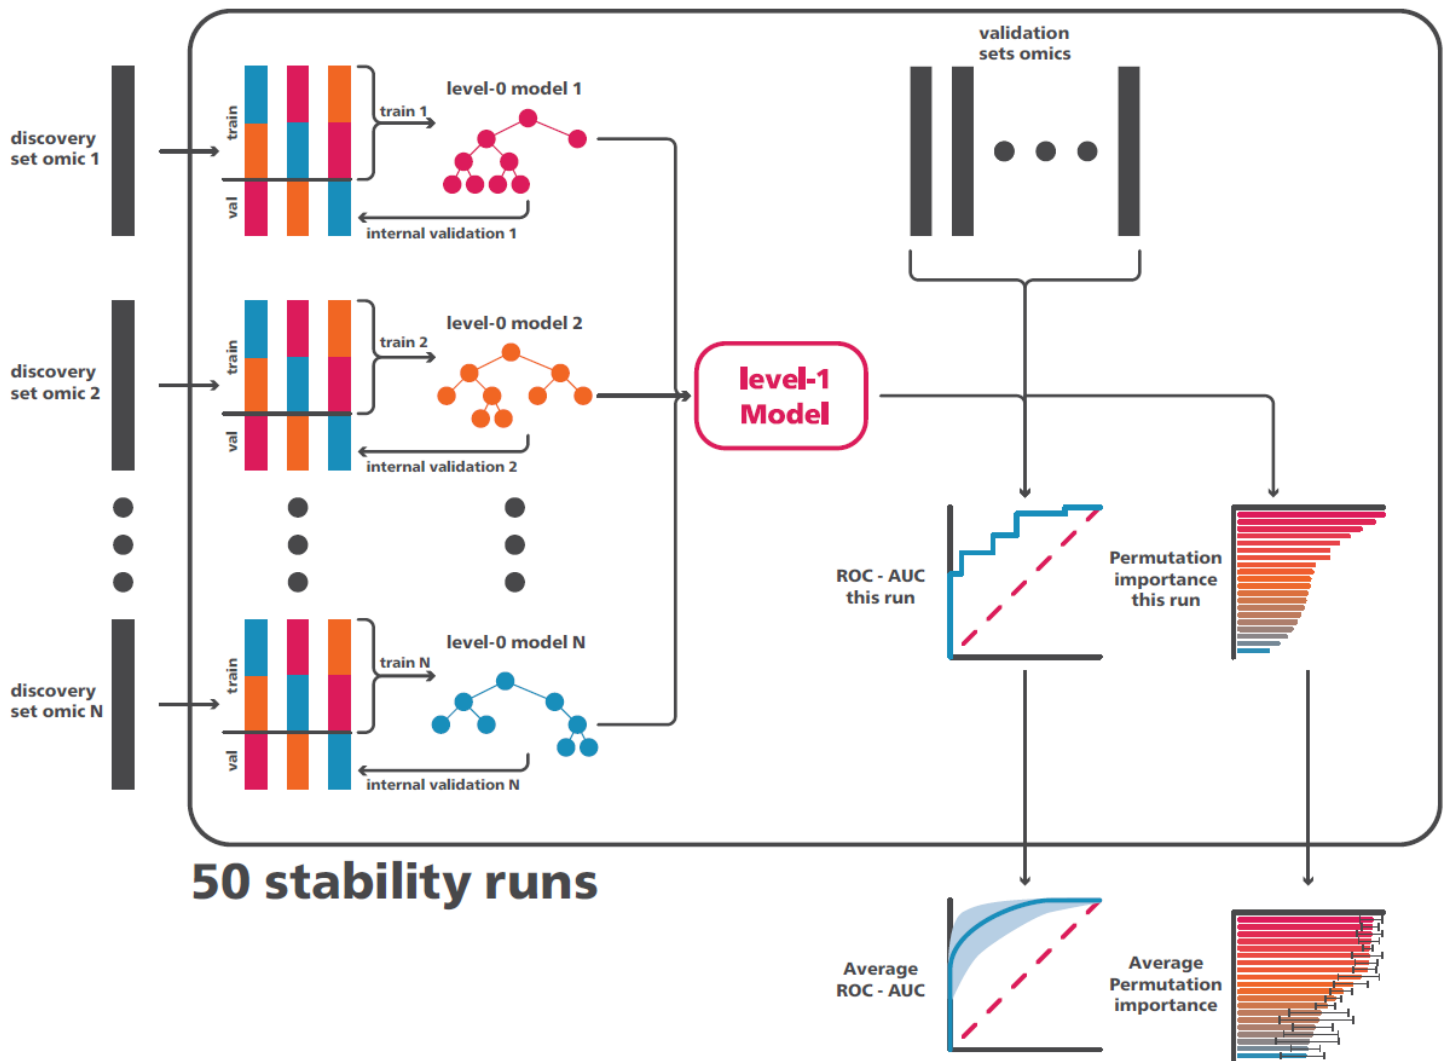 validation
sets omics
discovery
set omic 1
train
val
train 1
level-0 model 1
internal validation 1
discovery
set omic 2
train
val
train 2
level-0 model 2
internal validation 2
level-1
Model
discovery
set omic N
train
val
train N
level-0 model N
internal validation N
ROC - AUC
this run
Permutation
importance
this run
50 stability runs
Average
ROC - AUC
Average
Permutation
importance